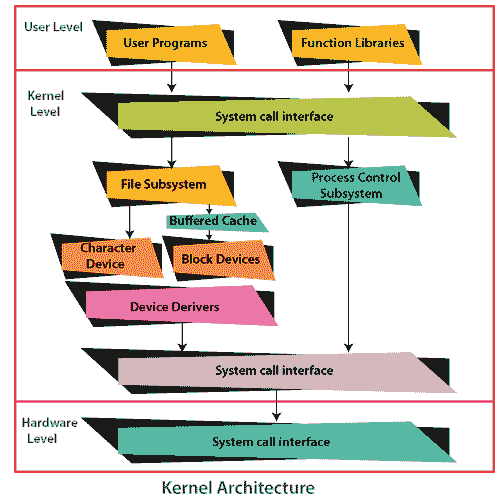 User Level
User Programs
Function Libraries
Kernel
Level
System call interface
File Subsystem
Process Control
Subsystem
Buffered Cache
Character
Device
Block Devices
Device Derivers
System call interface
Hardware
Level
System call interface
Kernel Architecture